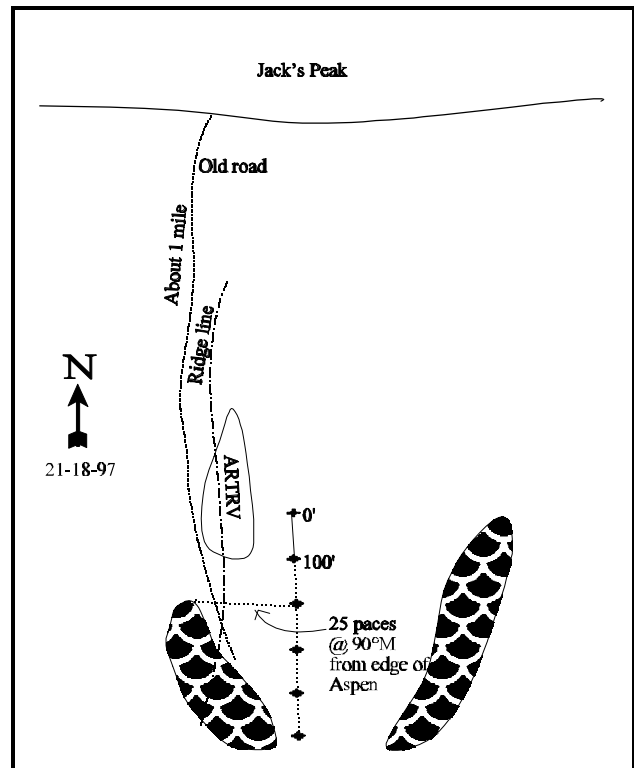 Jack's Peak
Old road
About 1 mile
Ridge line
N
21-18-97
ARTRV
0'
100'
25 paces
@ 90°M
from edge of
Aspen